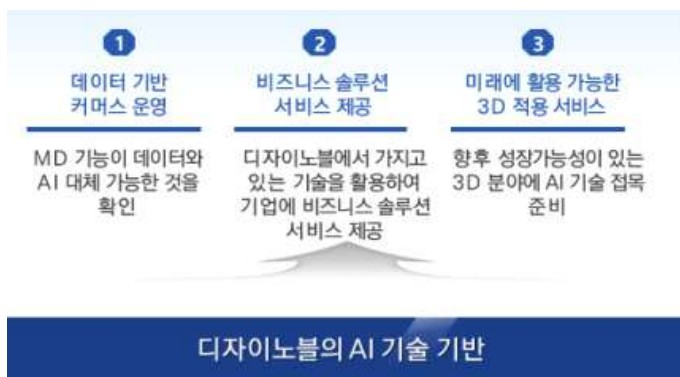 1
데이터 기반
커머스 운영
MD 기능이 데이터와
AI 대체 가능한 것을
확인
2
비즈니스 솔루션
서비스 제공
디자이노블에서 가지고
있는 기술을 활용하여
기업에 비즈니스 솔루션
서비스 제공
3
미래에 활용 가능한
3D 적용 서비스
향후 성장가능성이 있는
3D 분야에 AI 기술 접목
준비
디자이노블의 AI 기술 기반